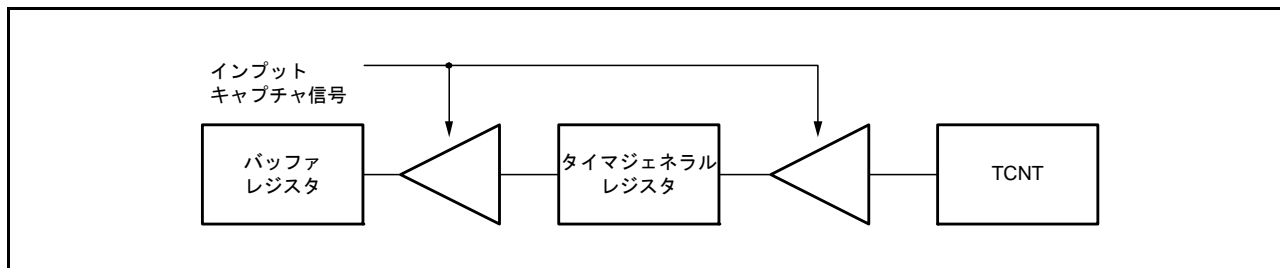 インプット
キャプチャ信号
バッファ
レジスタ
タイマジェネラル
レジスタ
TCNT